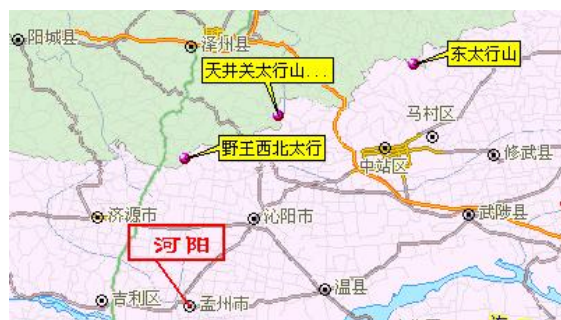 阳城县
泽州县
天井关太行山...
东太行山
马村区
野王西北太行
中站区
修武县
济源市
沁阳市
武陟县
河阳
吉利区
孟州市
温县